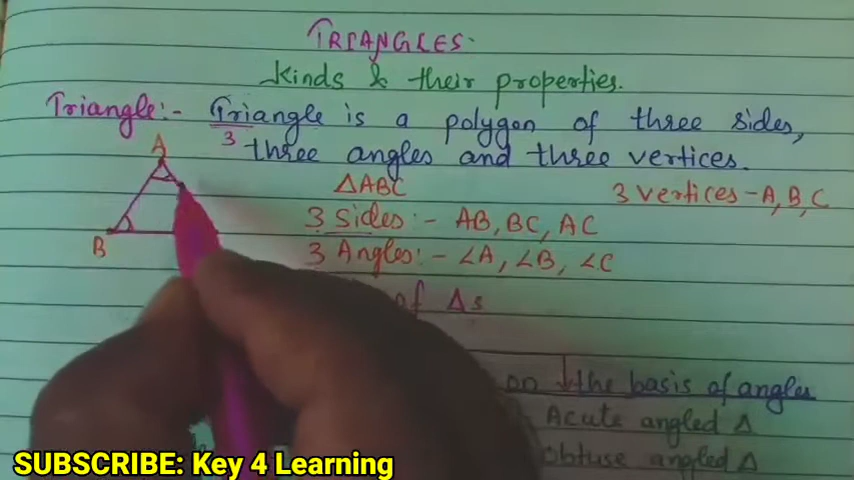 TRIANGLES.
Kinds & their properties.
Triangle:- Triangle is a polygon of three sides,
3
three angles and three vertices.
A
B
ΔABC
3 vertices - A, B, C
3 Sides:- AB, BC, AC
3 Angles:- ∠A, ∠B, ∠C
of Δs
on the basis of angles
Acute angled Δ
obtuse angled Δ
SUBSCRIBE: Key 4 Learning